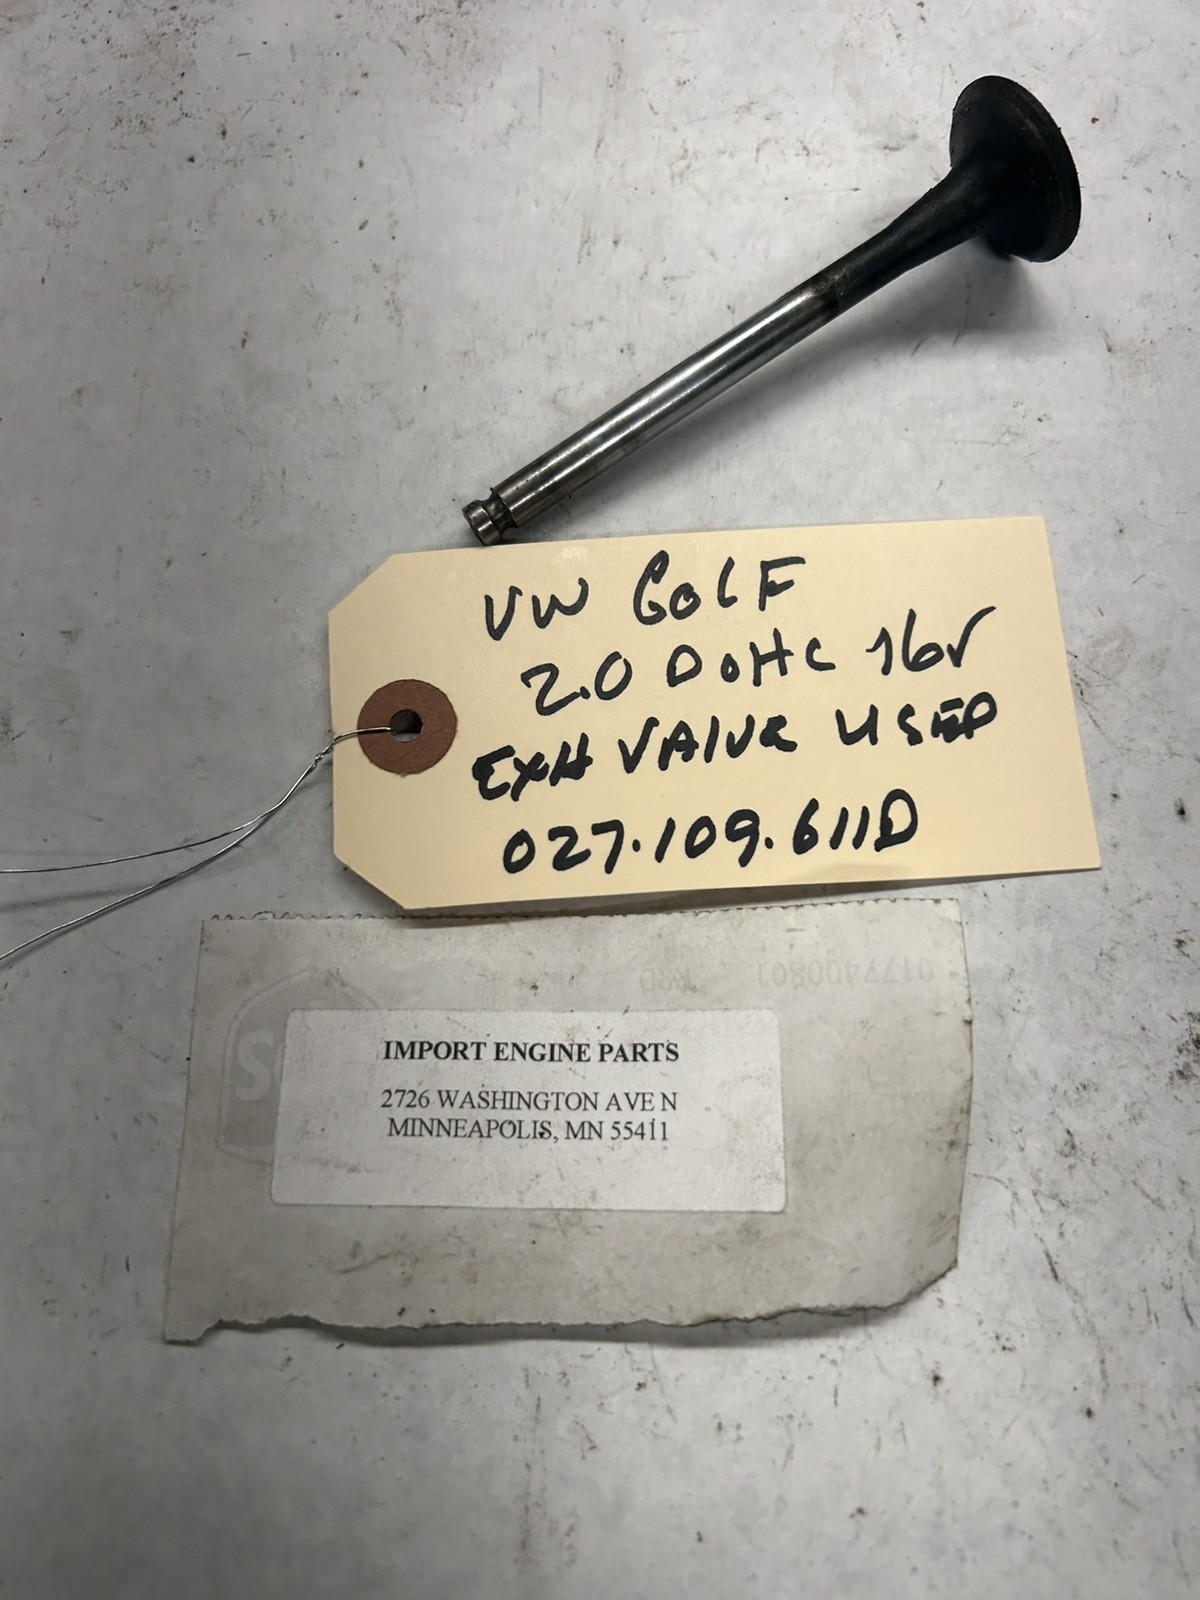 VW GOLF
2.0 DOHC 16V
EXH VALVE USED
027.109.611D
0177400801
IMPORT ENGINE PARTS
2726 WASHINGTON AVE N
MINNEAPOLIS, MN 55411